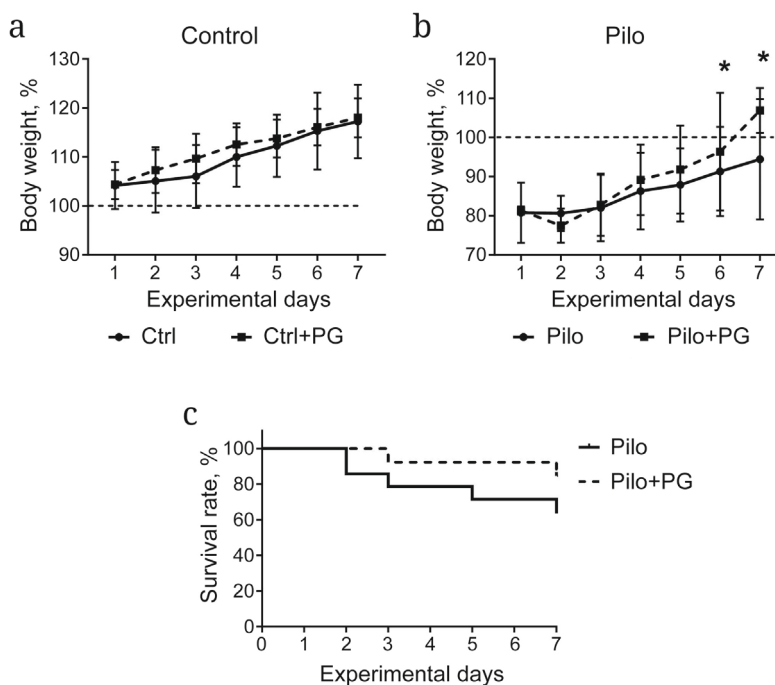 a
Control
Body weight, %
130
120
110
100
90
1 2 3 4 5 6 7
Experimental days
Ctrl
Ctrl+PG
b
Pilo
Body weight, %
120
110
100
90
80
70
* *
1 2 3 4 5 6 7
Experimental days
Pilo
Pilo+PG
c
Survival rate, %
100
80
60
40
20
0
0 1 2 3 4 5 6 7
Experimental days
Pilo
Pilo+PG